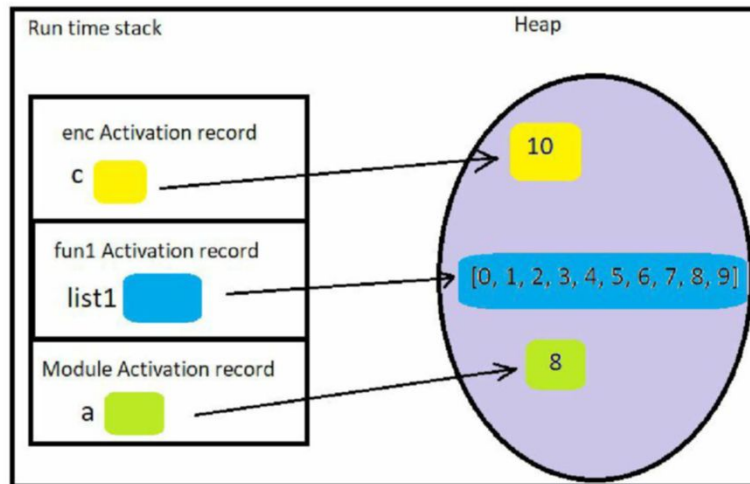 Run time stack
Heap
enc Activation record
c
10
fun1 Activation record
list1
[0, 1, 2, 3, 4, 5, 6, 7, 8, 9]
Module Activation record
a
8